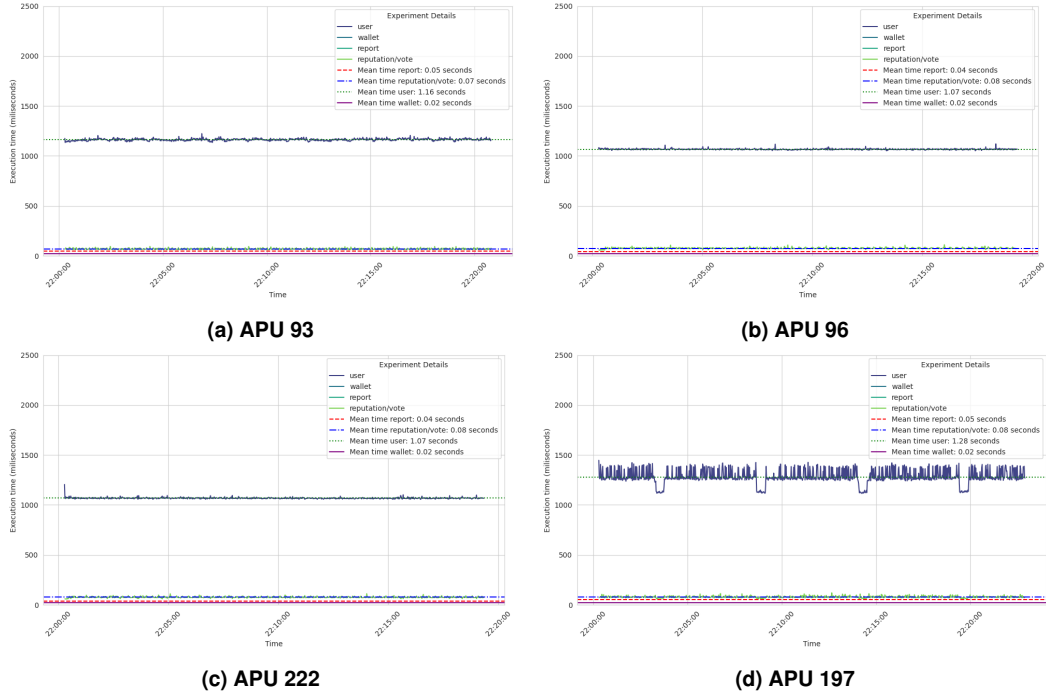 2500
2000
1500
1000
500
0
Execution time (miliseconds)
Experiment Details
user
wallet
report
reputation/vote
Mean time report: 0.05 seconds
Mean time reputation/vote: 0.07 seconds
Mean time user: 1.16 seconds
Mean time wallet: 0.02 seconds
22:00:00
22:05:00
22:10:00
22:15:00
22:20:00
Time
(a) APU 93
2500
2000
1500
1000
500
0
Execution time (miliseconds)
Experiment Details
user
wallet
report
reputation/vote
Mean time report: 0.04 seconds
Mean time reputation/vote: 0.08 seconds
Mean time user: 1.07 seconds
Mean time wallet: 0.02 seconds
22:00:00
22:05:00
22:10:00
22:15:00
22:20:00
Time
(b) APU 96
2500
2000
1500
1000
500
0
Execution time (miliseconds)
Experiment Details
user
wallet
report
reputation/vote
Mean time report: 0.04 seconds
Mean time reputation/vote: 0.08 seconds
Mean time user: 1.07 seconds
Mean time wallet: 0.02 seconds
22:00:00
22:05:00
22:10:00
22:15:00
22:20:00
Time
(c) APU 222
2500
2000
1500
1000
500
0
Execution time (miliseconds)
Experiment Details
user
wallet
report
reputation/vote
Mean time report: 0.05 seconds
Mean time reputation/vote: 0.08 seconds
Mean time user: 1.28 seconds
Mean time wallet: 0.02 seconds
22:00:00
22:05:00
22:10:00
22:15:00
22:20:00
Time
(d) APU 197